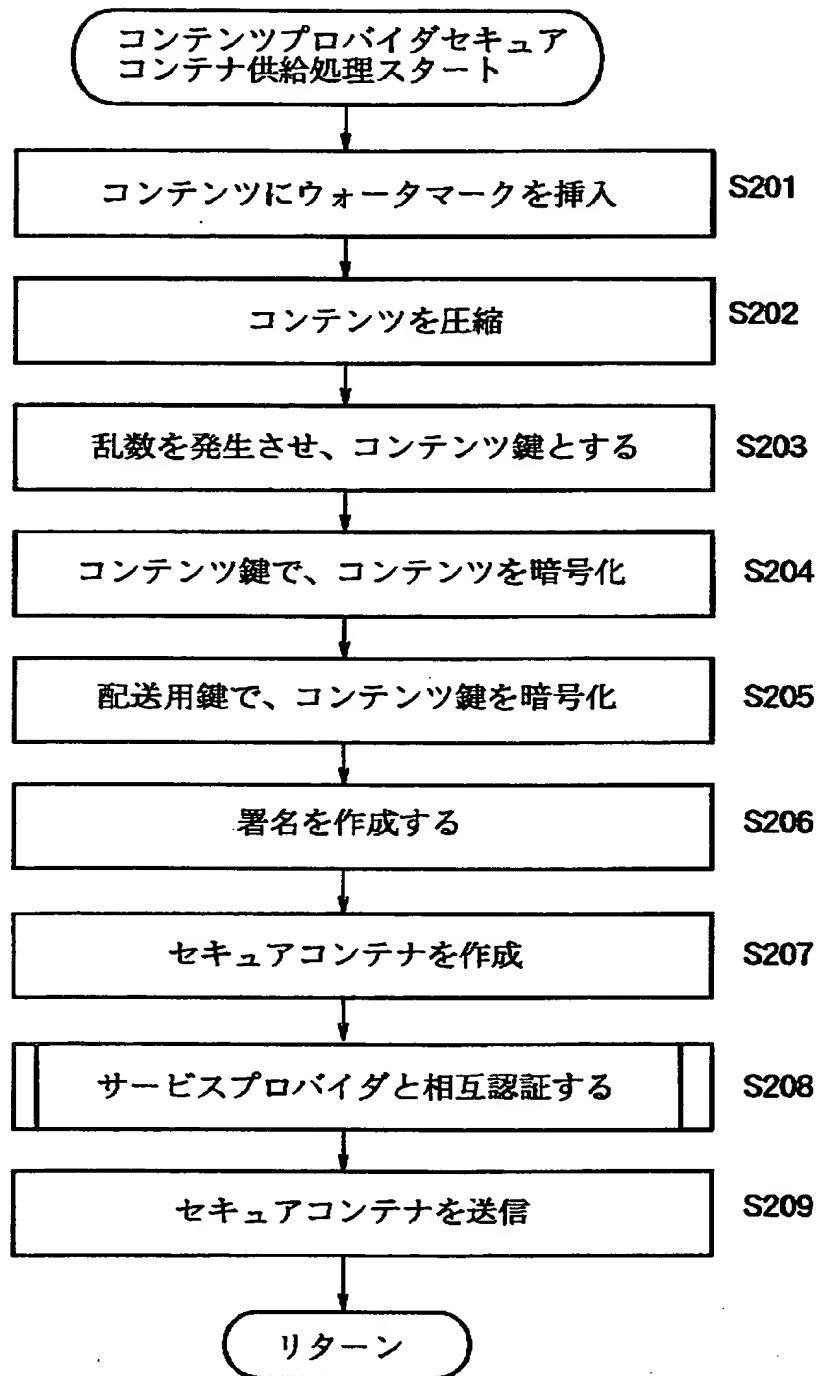 コンテンツプロバイダセキュア
コンテナ供給処理スタート
コンテンツにウォータマークを挿入 S201
コンテンツを圧縮 S202
乱数を発生させ、コンテンツ鍵とする S203
コンテンツ鍵で、コンテンツを暗号化 S204
配送用鍵で、コンテンツ鍵を暗号化 S205
署名を作成する S206
セキュアコンテナを作成 S207
サービスプロバイダと相互認証する S208
セキュアコンテナを送信 S209
リターン